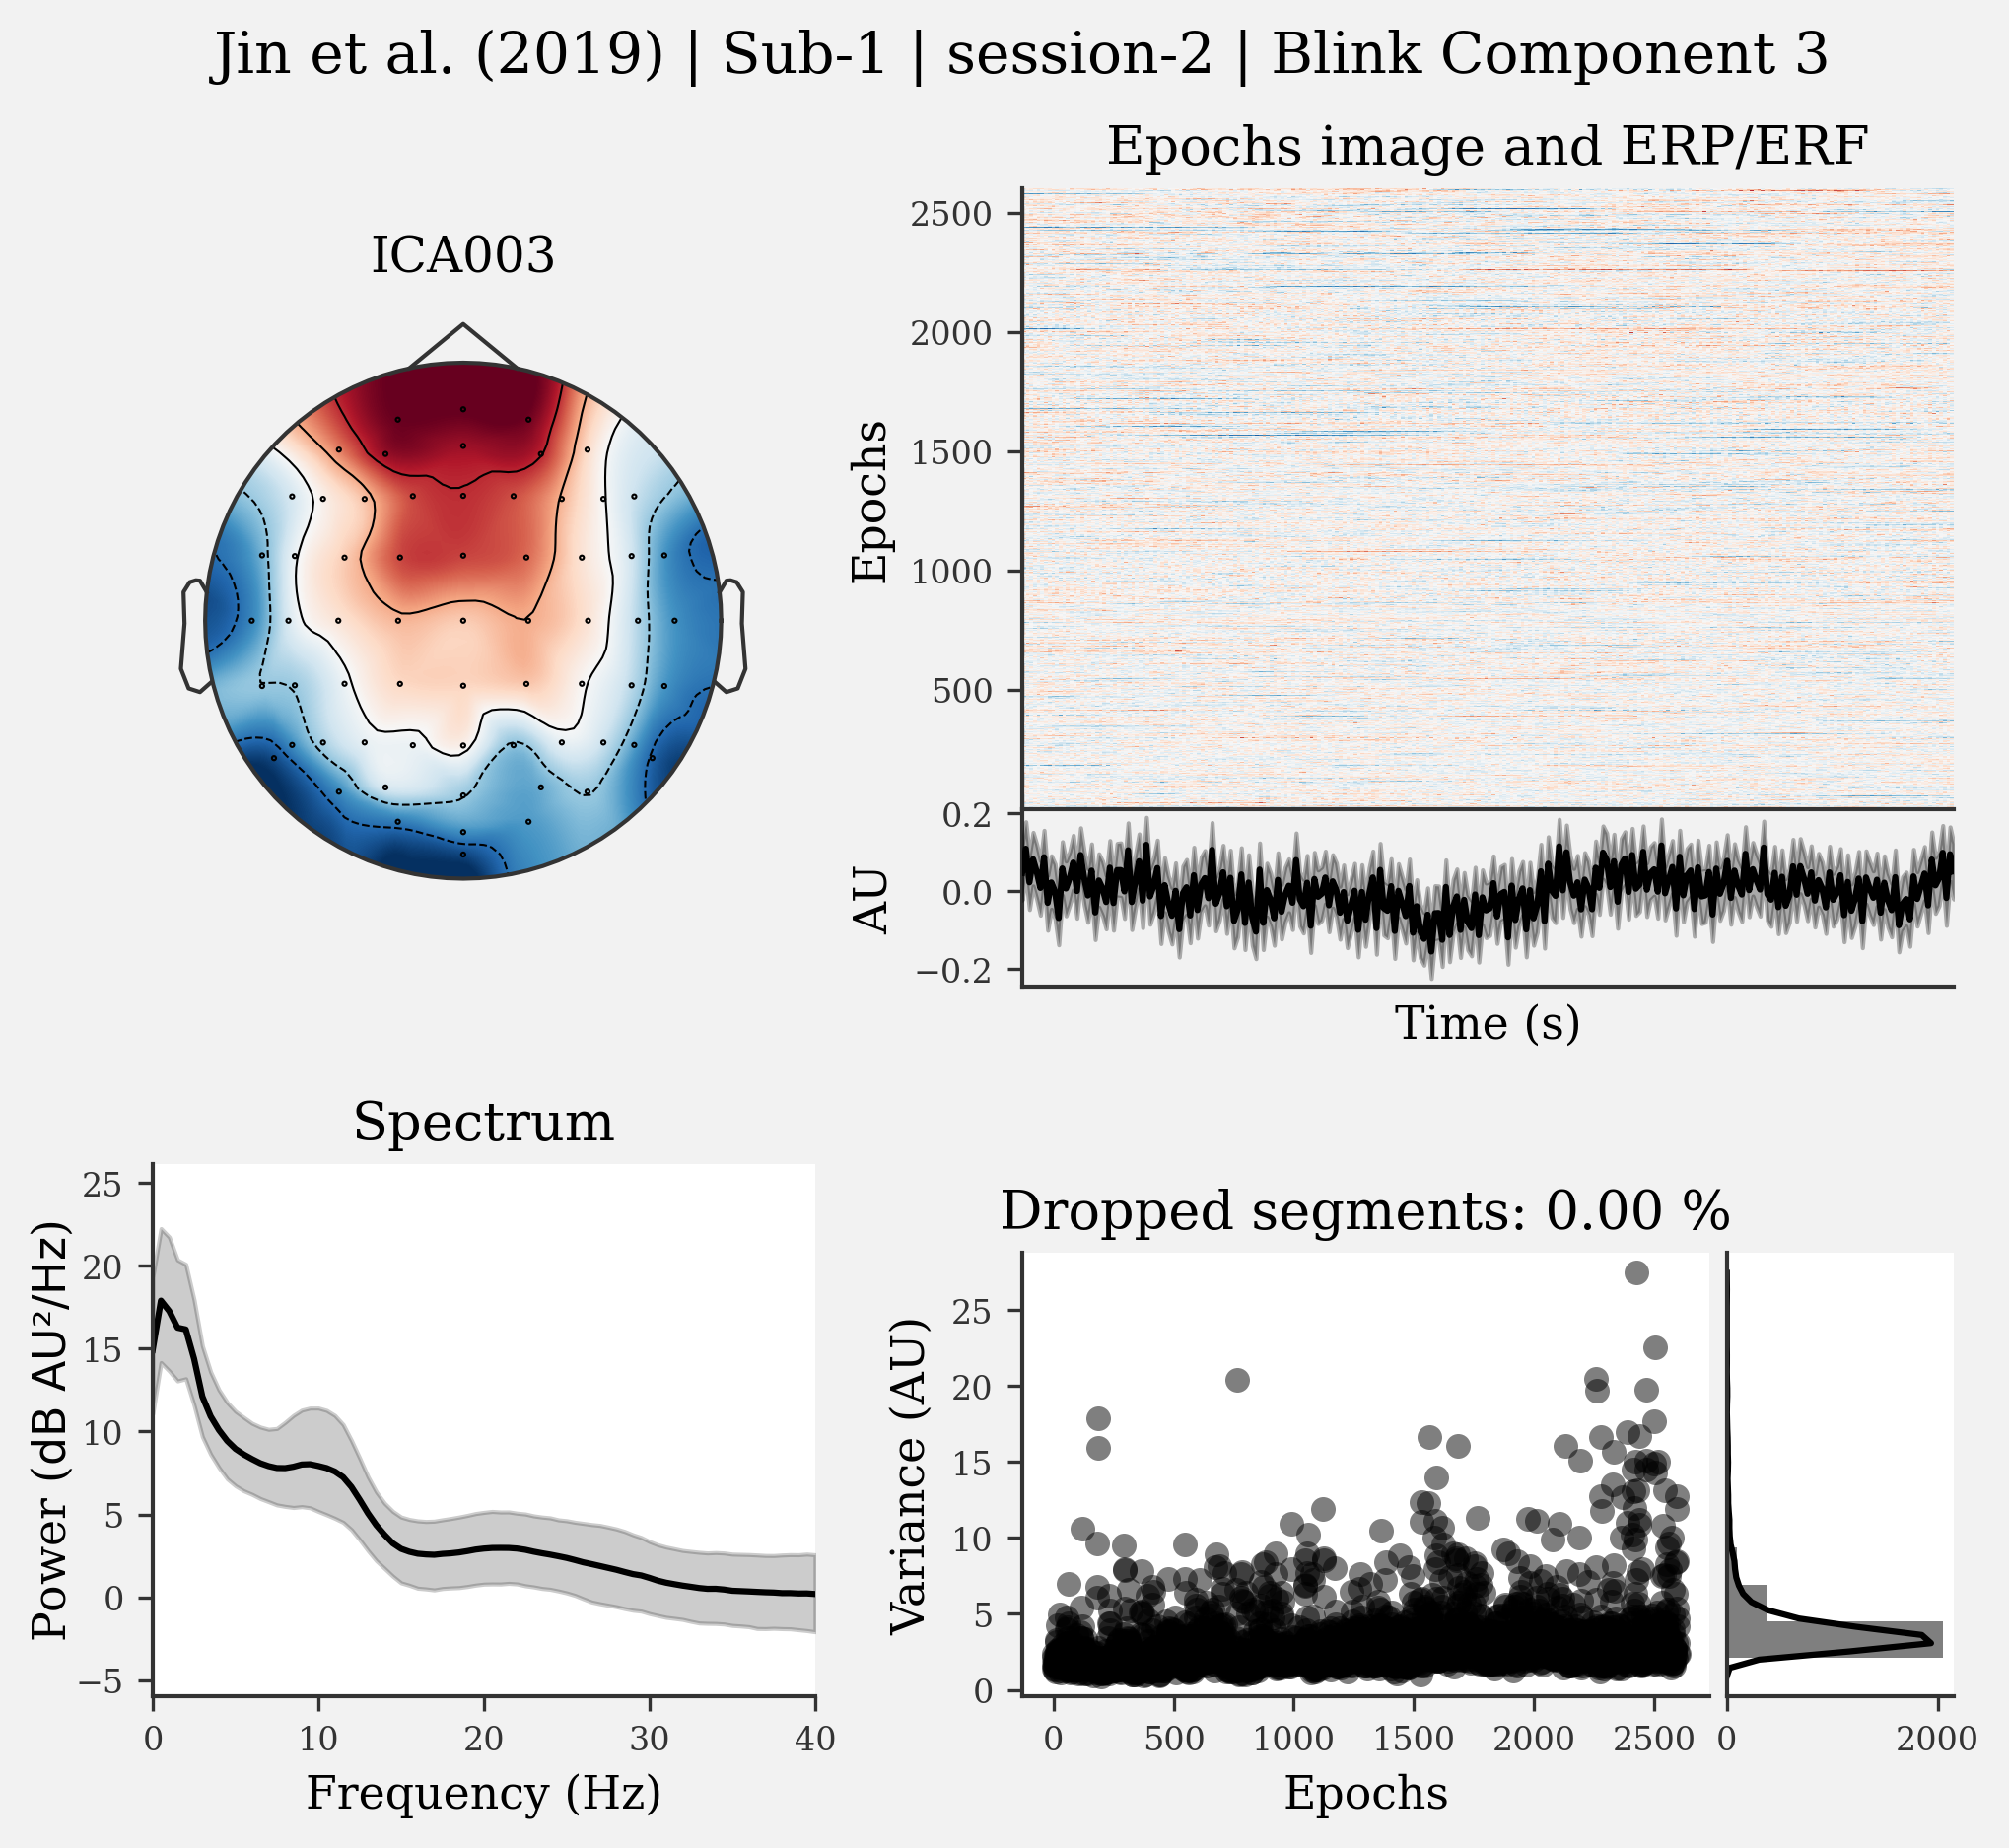 Jin et al. (2019) | Sub-1 | session-2 | Blink Component 3
ICA003
Epochs image and ERP/ERF
2500
2000
1500
1000
500
Epochs
0.2
0.0
−0.2
AU
Time (s)
Spectrum
25
20
15
10
5
0
−5
Power (dB AU²/Hz)
0 10 20 30 40
Frequency (Hz)
Dropped segments: 0.00 %
25
20
15
10
5
0
Variance (AU)
0 500 1000 1500 2000 2500
Epochs
0 2000